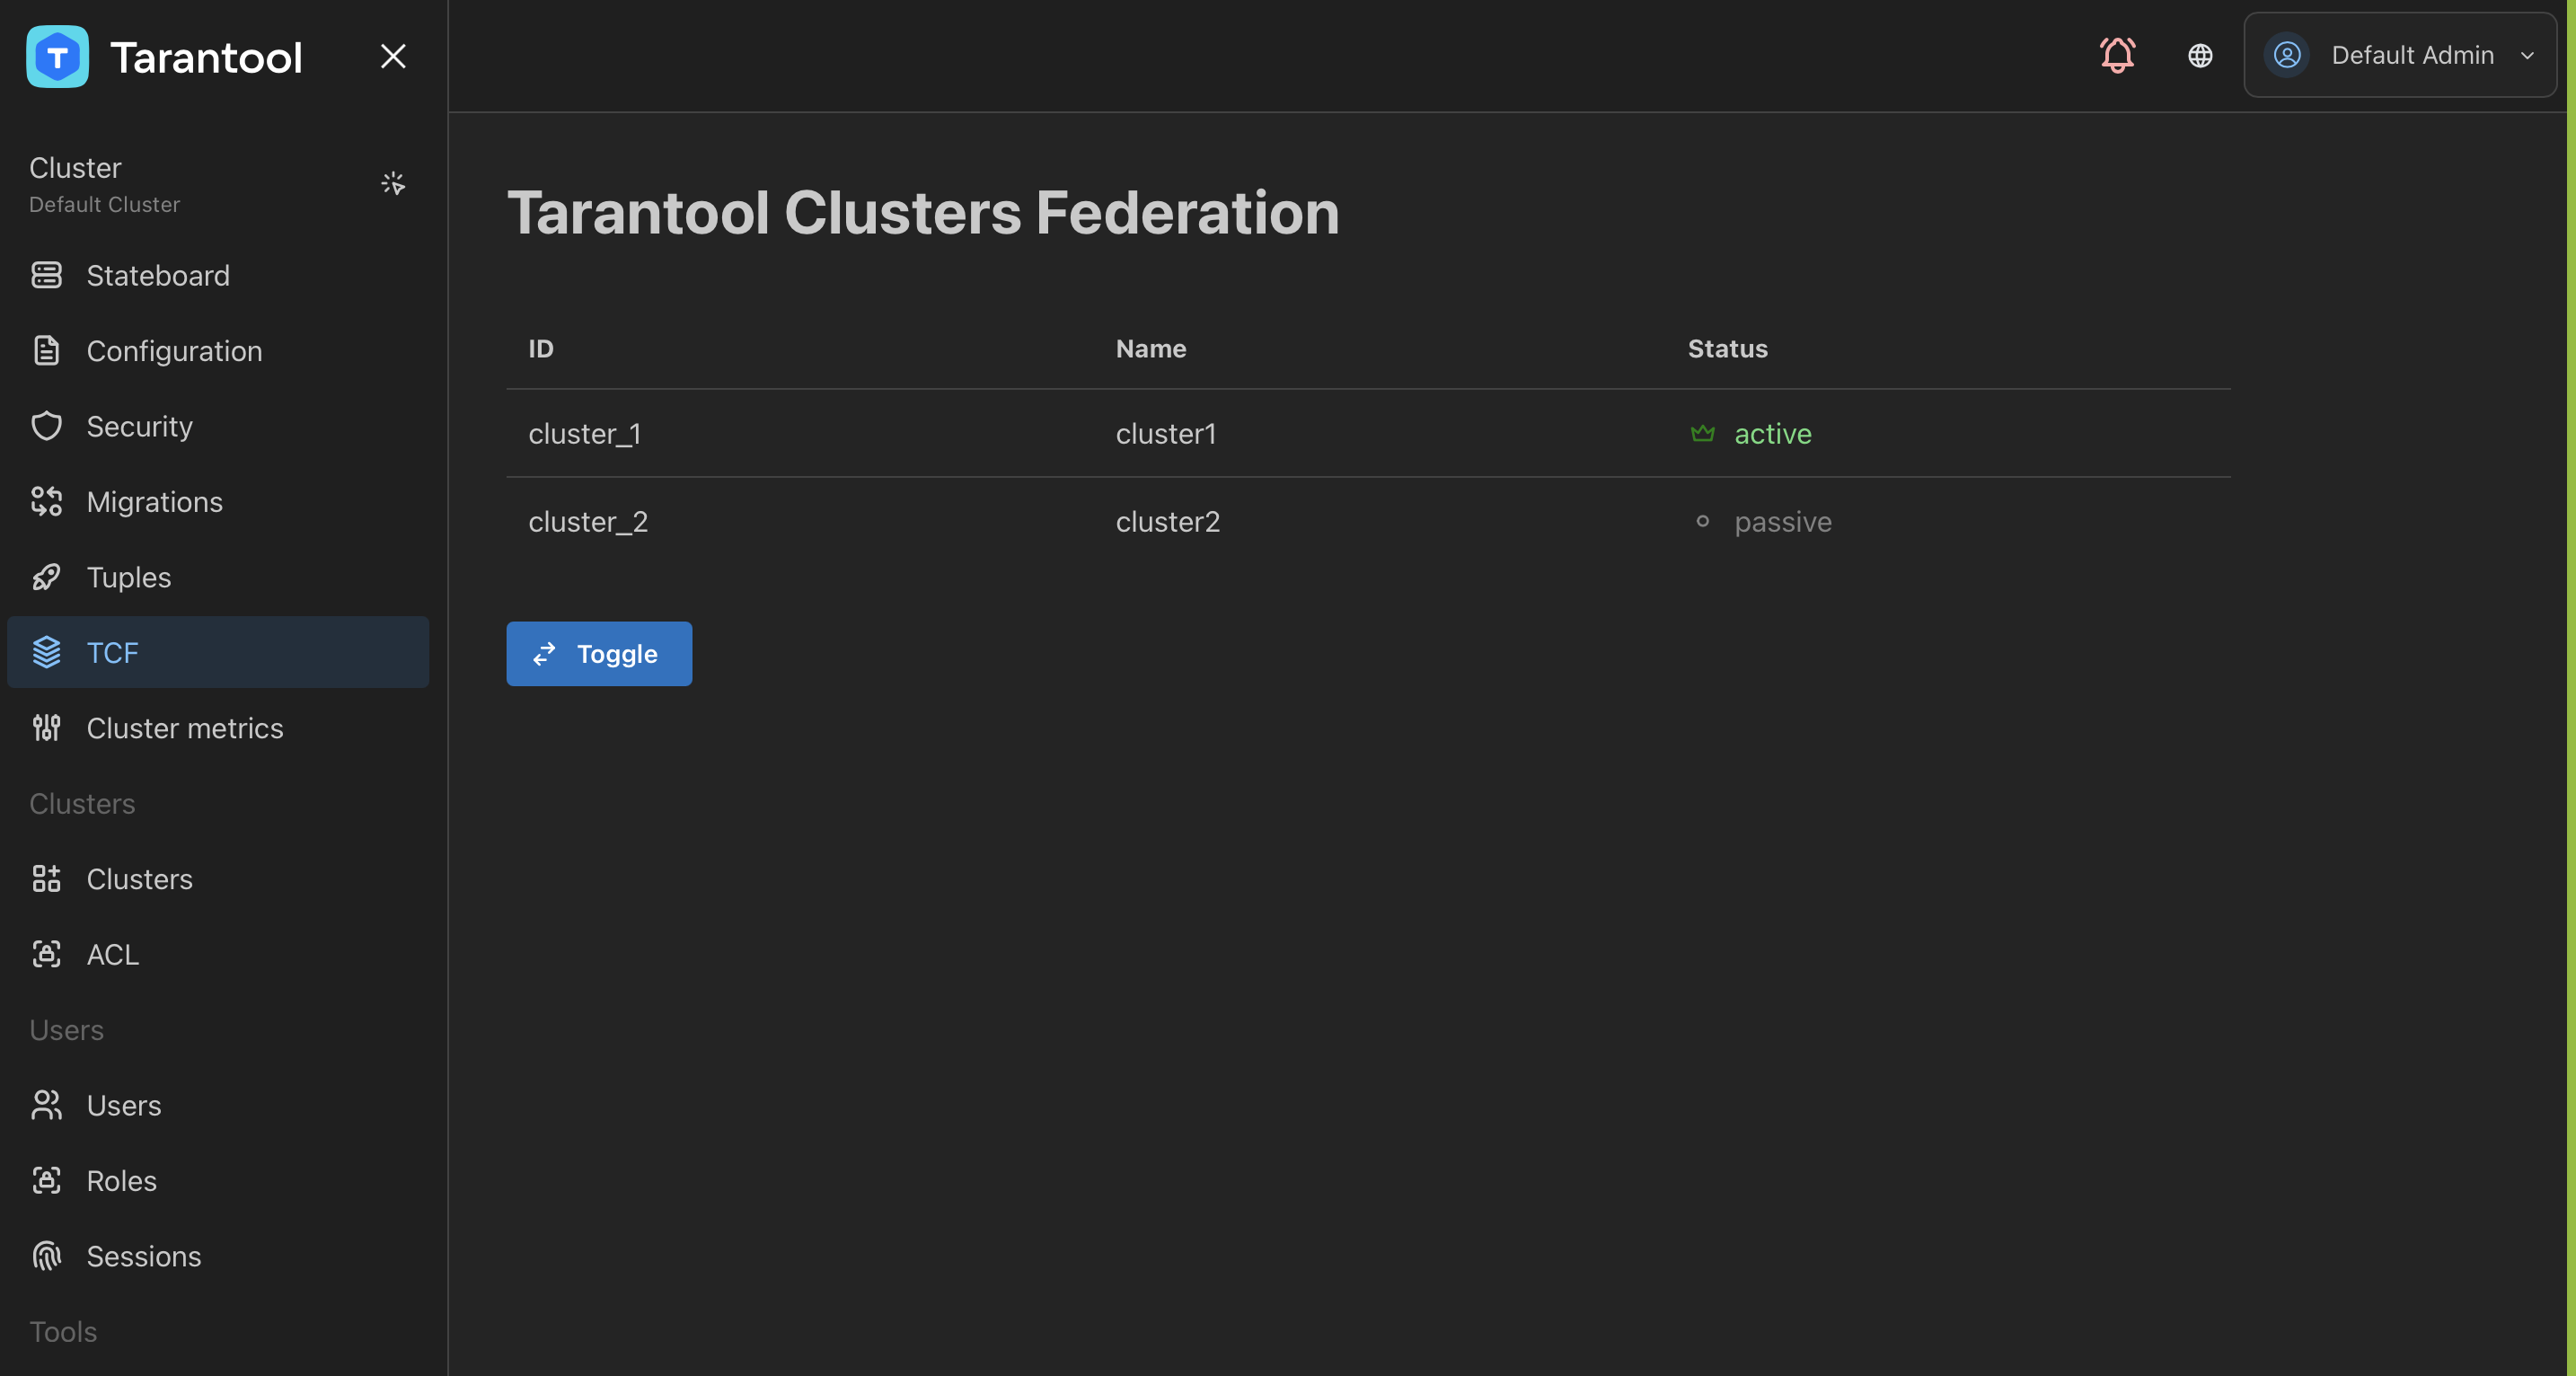 Tarantool
Default Admin
Cluster
Default Cluster
Stateboard
Configuration
Security
Migrations
Tuples
TCF
Cluster metrics
Clusters
Clusters
ACL
Users
Users
Roles
Sessions
Tools
Tarantool Clusters Federation
ID Name Status
cluster_1 cluster1 active
cluster_2 cluster2 passive
Toggle